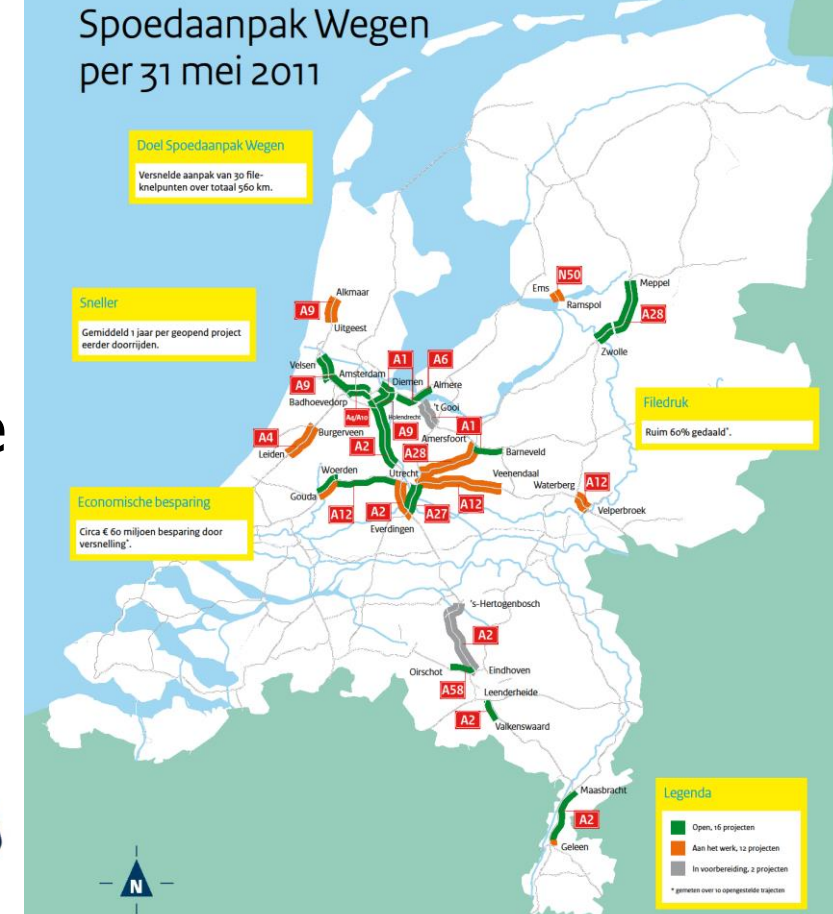 Spoedaanpak Wegen
per 31 mei 2011
Doel Spoedaanpak Wegen
Versnelde aanpak van 30 file-
knelpunten over totaal 560 km.
Sneller
Gemiddeld 1 jaar per geopend project
eerder doorrijden.
e
Economische besparing
Circa € 60 miljoen besparing door
versnelling*.
Filedruk
Ruim 60% gedaald*.
N50
Ems
Ramspol
Meppel
A28
Zwolle
Alkmaar
A9
Uitgeest
Velsen
Amsterdam
A1
A6
Diemen
Almere
A9
Badhoevedorp
A4/A10
Holendrecht
't Gooi
A9
A1
A4
Burgerveen
Leiden
A2
A28
Amersfoort
Barneveld
Woerden
Utrecht
Veenendaal
Gouda
A12
A2
A27
A12
Everdingen
Waterberg
A12
Velperbroek
's-Hertogenbosch
A2
Oirschot
Eindhoven
A58
Leenderheide
A2
Valkenswaard
Maasbracht
A2
Geleen
Legenda
Open, 16 projecten
Aan het werk, 12 projecten
In voorbereiding, 2 projecten
* gemeten over 10 opengestelde trajecten
N